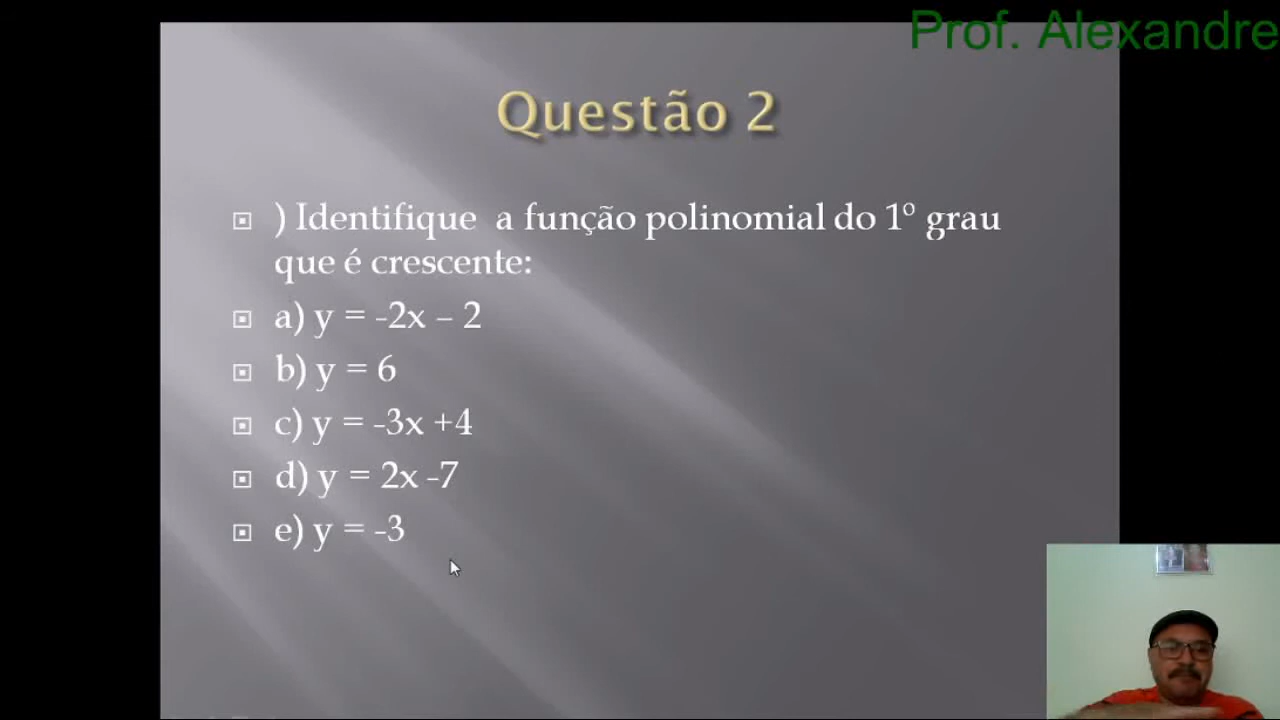 Prof. Alexandre
Questão 2
) Identifique a função polinomial do 1º grau
que é crescente:
a) y = -2x – 2
b) y = 6
c) y = -3x +4
d) y = 2x -7
e) y = -3